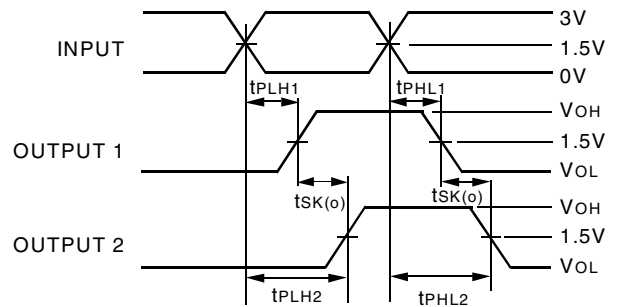 3V
INPUT
1.5V
0V
tPLH1
tPHL1
VOH
OUTPUT 1
1.5V
VOL
tSK(o)
tSK(o)
VOH
OUTPUT 2
1.5V
VOL
tPLH2
tPHL2